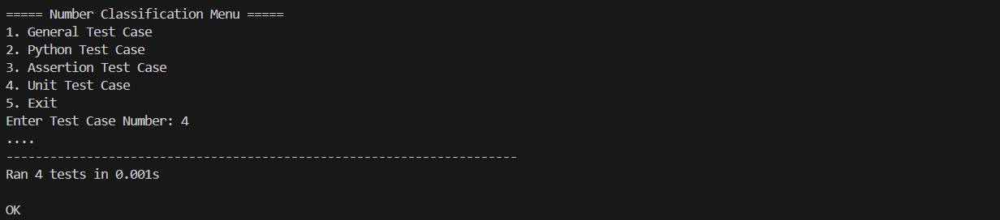 ===== Number Classification Menu =====
1. General Test Case
2. Python Test Case
3. Assertion Test Case
4. Unit Test Case
5. Exit
Enter Test Case Number: 4
....
----------------------------------------------------------------------
Ran 4 tests in 0.001s
OK